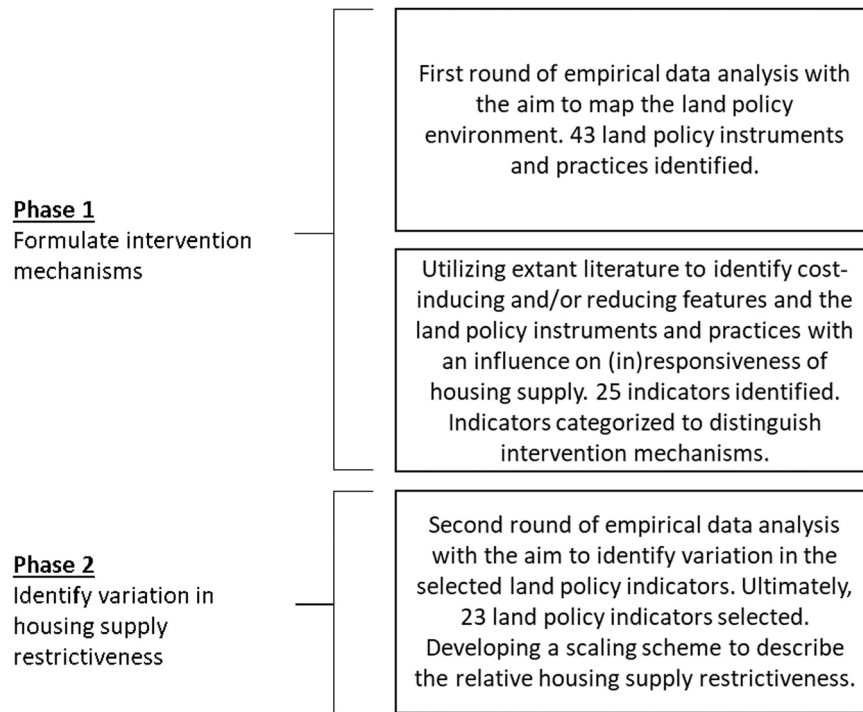 First round of empirical data analysis with
the aim to map the land policy
environment. 43 land policy instruments
and practices identified.
Phase 1
Formulate intervention
mechanisms
Utilizing extant literature to identify cost-
inducing and/or reducing features and the
land policy instruments and practices with
an influence on (in)responsiveness of
housing supply. 25 indicators identified.
Indicators categorized to distinguish
intervention mechanisms.
Phase 2
Identify variation in
housing supply
restrictiveness
Second round of empirical data analysis
with the aim to identify variation in the
selected land policy indicators. Ultimately,
23 land policy indicators selected.
Developing a scaling scheme to describe
the relative housing supply restrictiveness.